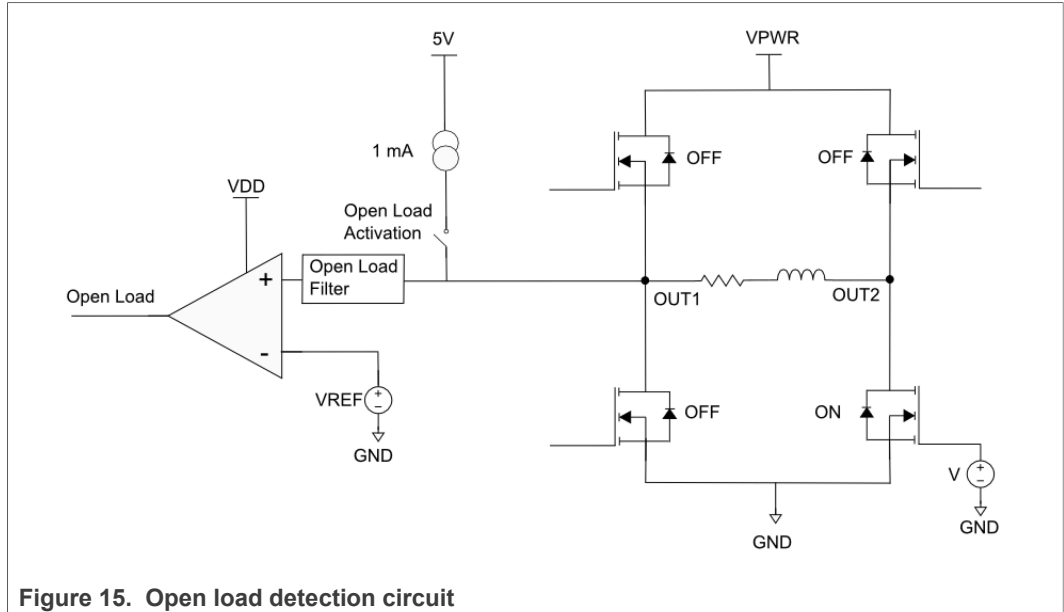 5V
VPWR
1 mA
OFF
OFF
VDD
Open Load
Activation
+
Open Load
Filter
Open Load
OUT1
OUT2
-
VREF
+
−
OFF
ON
GND
V
+
−
GND
GND
Figure 15. Open load detection circuit